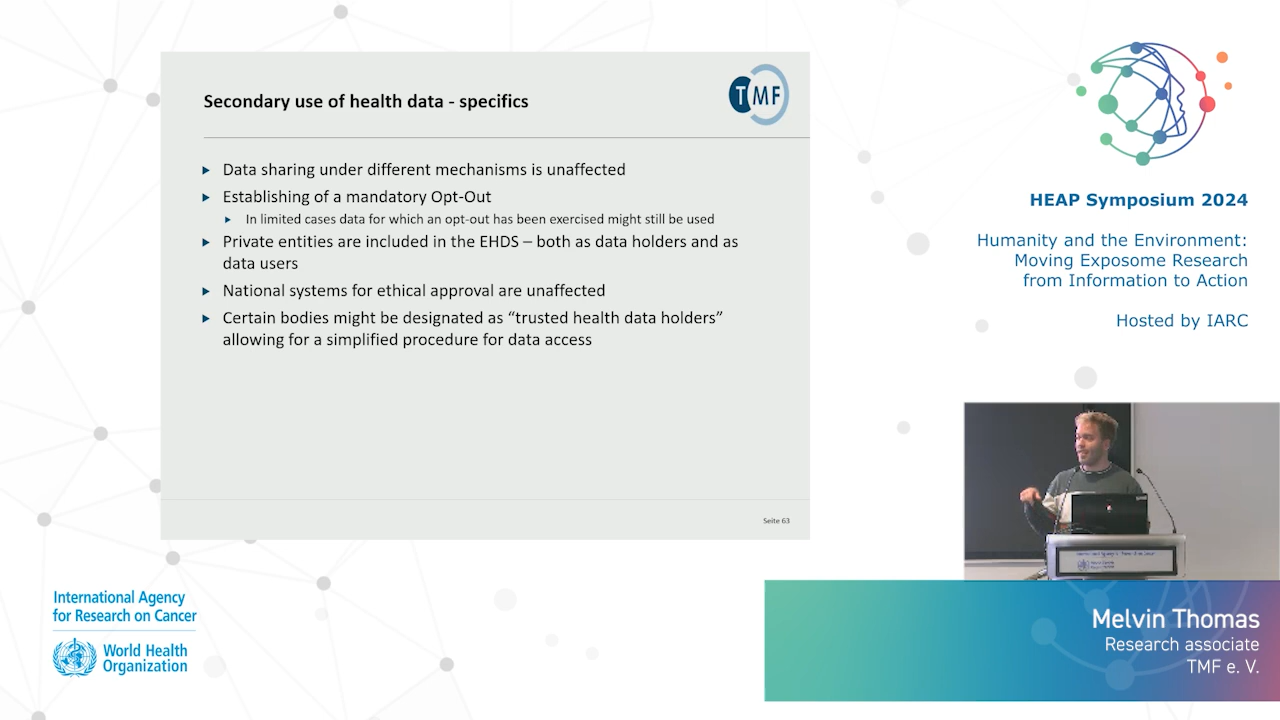 Secondary use of health data - specifics
TMF
Data sharing under different mechanisms is unaffected
Establishing of a mandatory Opt-Out
In limited cases data for which an opt-out has been exercised might still be used
Private entities are included in the EHDS – both as data holders and as
data users
National systems for ethical approval are unaffected
Certain bodies might be designated as “trusted health data holders”
allowing for a simplified procedure for data access
Seite 63
HEAP Symposium 2024
Humanity and the Environment:
Moving Exposome Research
from Information to Action
Hosted by IARC
International Agency
for Research on Cancer
World Health
Organization
Melvin Thomas
Research associate
TMF e. V.